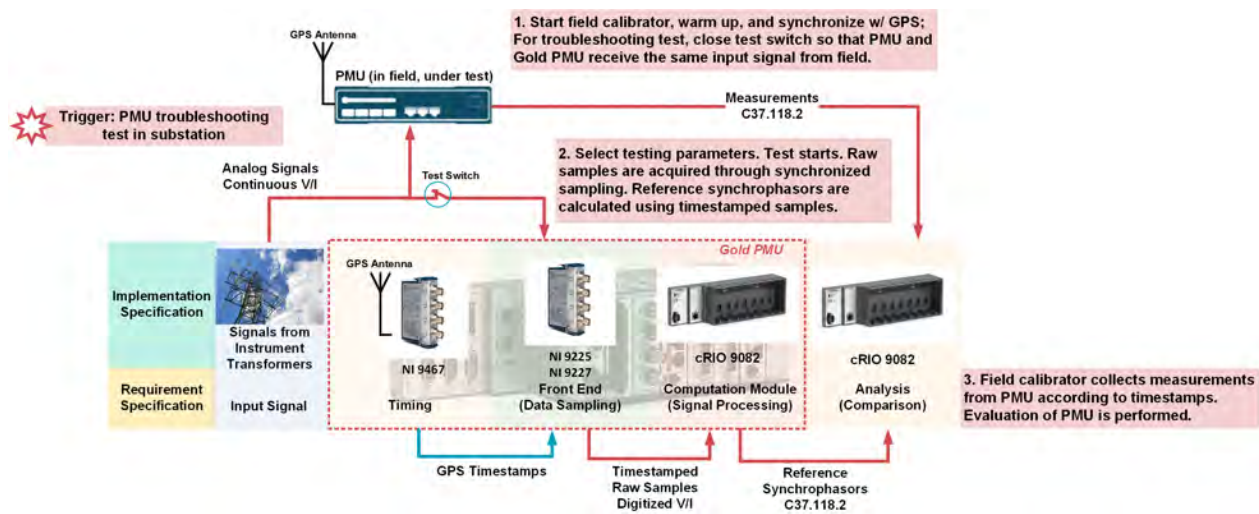 1. Start field calibrator, warm up, and synchronize w/ GPS;
For troubleshooting test, close test switch so that PMU and
Gold PMU receive the same input signal from field.
GPS Antenna
PMU (in field, under test)
Measurements
C37.118.2
Trigger: PMU troubleshooting
test in substation
2. Select testing parameters. Test starts. Raw
samples are acquired through synchronized
sampling. Reference synchrophasors are
calculated using timestamped samples.
Analog Signals
Continuous V/I
Test Switch
Gold PMU
GPS Antenna
Implementation
Specification
Signals from
Instrument
Transformers
NI 9467
NI 9225
NI 9227
cRIO 9082
cRIO 9082
Requirement
Specification
Input Signal
Timing
Front End
(Data Sampling)
Computation Module
(Signal Processing)
Analysis
(Comparison)
3. Field calibrator collects measurements
from PMU according to timestamps.
Evaluation of PMU is performed.
GPS Timestamps
Timestamped
Raw Samples
Digitized V/I
Reference
Synchrophasors
C37.118.2